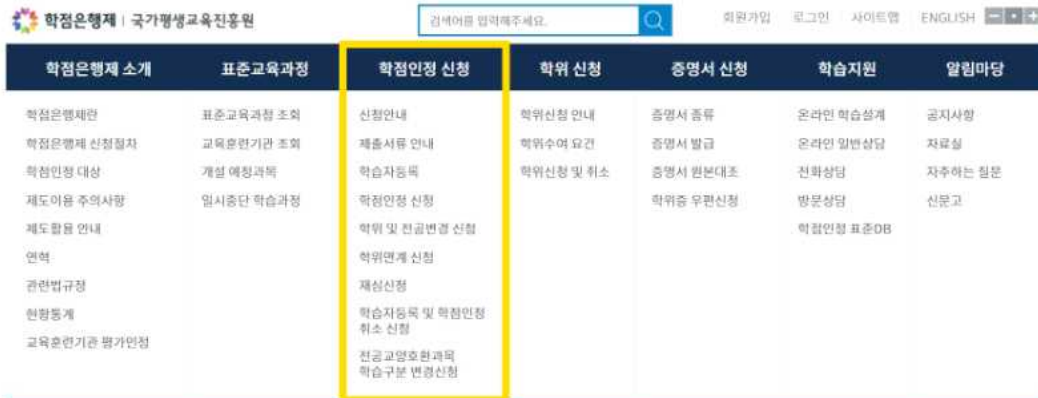 학점은행제 | 국가평생교육진흥원
검색어를 입력해주세요.
회원가입 로그인 사이트맵 ENGLISH
학점은행제 소개 표준교육과정 학점인정 신청 학위 신청 증명서 신청 학습지원 알림마당
학점은행제란 표준교육과정 조회 신청안내 학위신청 안내 증명서 종류 온라인 학습설계 공지사항
학점은행제 신청절차 교육훈련기관 조회 제출서류 안내 학위수여 요건 증명서 발급 온라인 일반상담 자료실
학점인정 대상 개설 예정과목 학습자등록 학위신청 및 취소 증명서 원본대조 전화상담 자주하는 질문
제도이용 주의사항 일시중단 학습과정 학점인정 신청 학위증 우편신청 방문상담 신문고
제도활용 안내 학위 및 전공변경 신청 학점인정 표준DB
연혁 학위연계 신청
관련법규정 재심신청
현황통계 학습자등록 및 학점인정
취소 신청
교육훈련기관 평가인정
전공교양호환과목
학습구분 변경신청